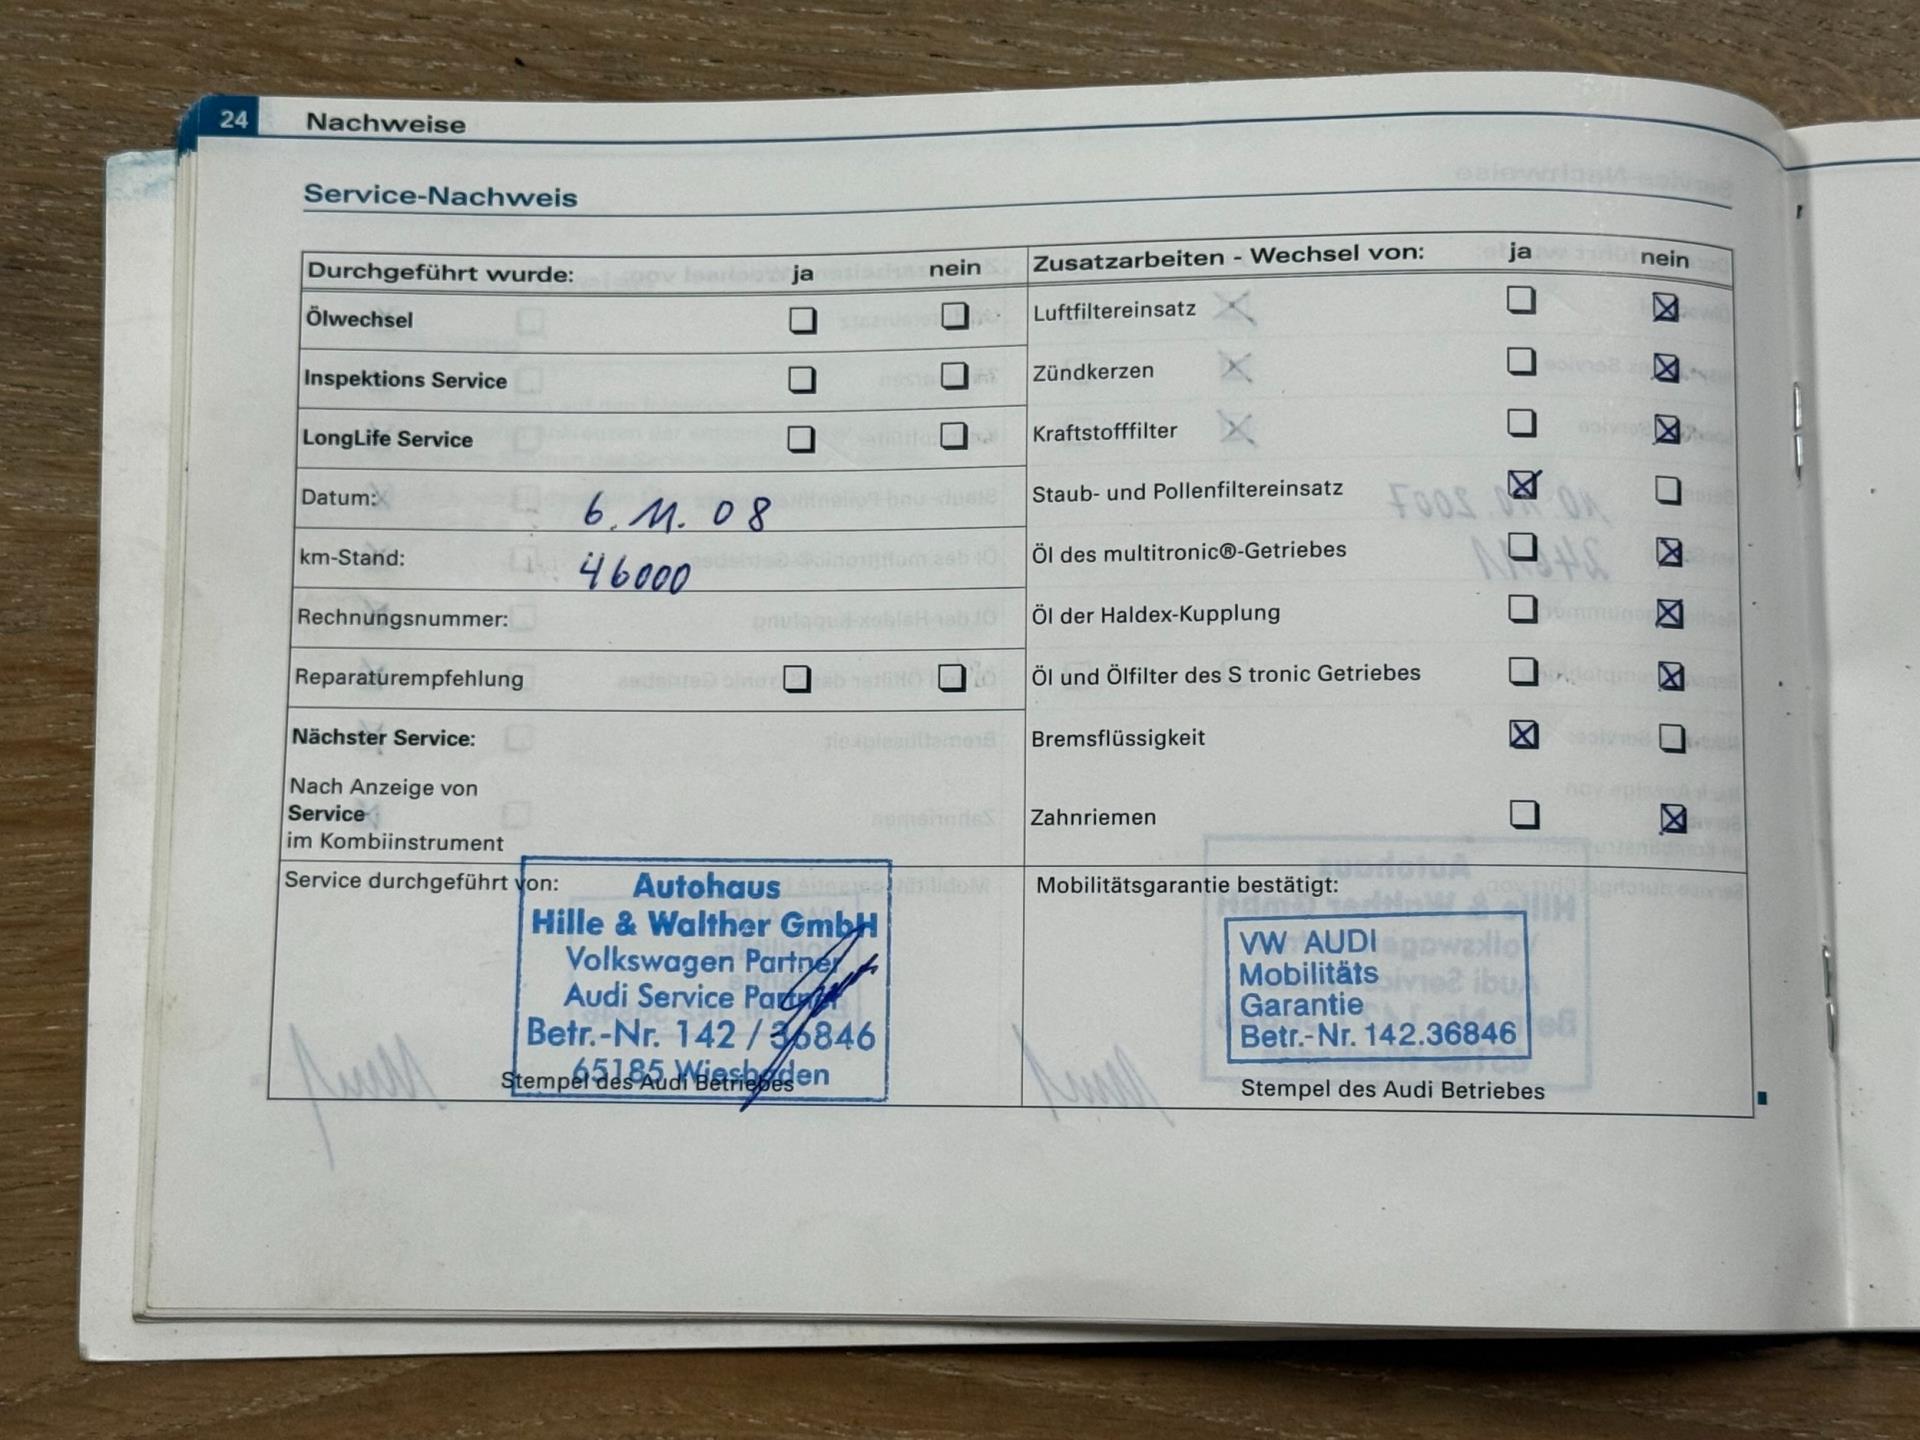 24 Nachweise
Service-Nachweis
Durchgeführt wurde: ja nein
Ölwechsel
Inspektions Service
LongLife Service
Datum: 6. 11. 08
km-Stand: 46000
Rechnungsnummer:
Reparaturempfehlung
Nächster Service:
Nach Anzeige von
Service
im Kombiinstrument
Service durchgeführt von:
Autohaus
Hille & Walther GmbH
Volkswagen Partner
Audi Service Partner
Betr.-Nr. 142 / 36846
65185 Wiesbaden
Stempel des Audi Betriebes
Zusatzarbeiten - Wechsel von: ja nein
Luftfiltereinsatz
Zündkerzen
Kraftstofffilter
Staub- und Pollenfiltereinsatz
Öl des multitronic®-Getriebes
Öl der Haldex-Kupplung
Öl und Ölfilter des S tronic Getriebes
Bremsflüssigkeit
Zahnriemen
Mobilitätsgarantie bestätigt:
VW AUDI
Mobilitäts
Garantie
Betr.-Nr. 142.36846
Stempel des Audi Betriebes